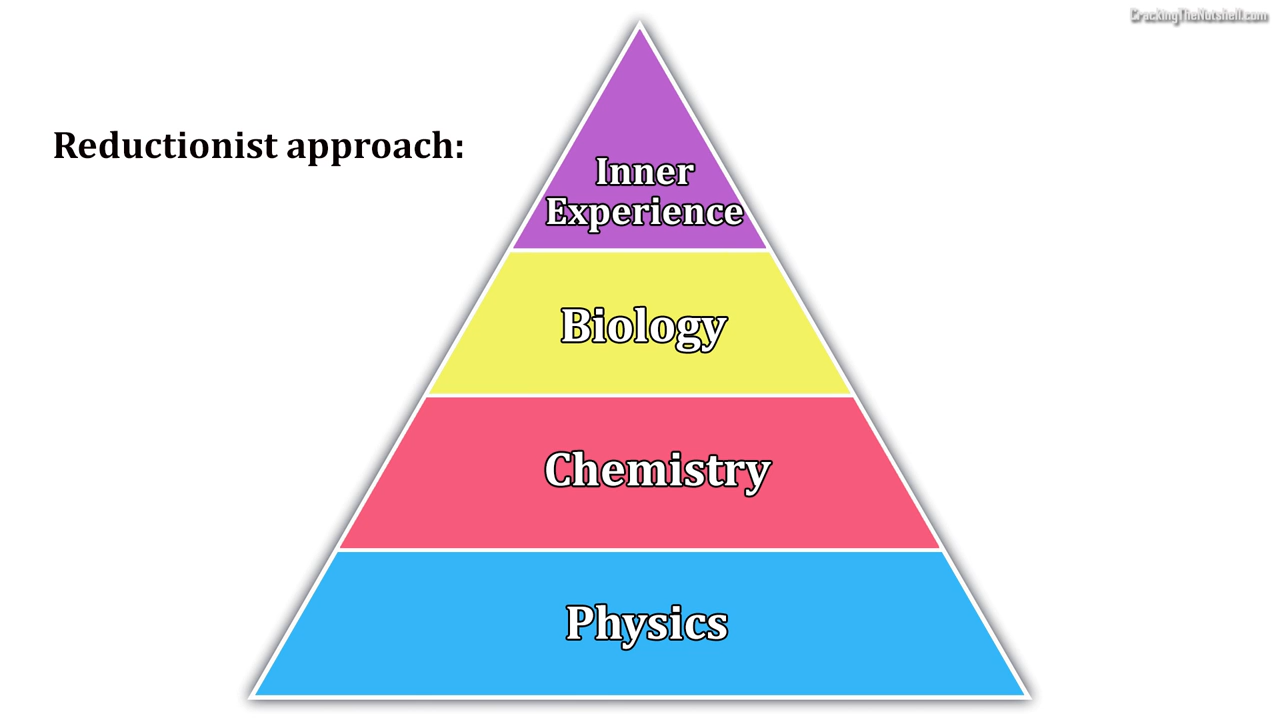 CrackingTheNutshell.com
Reductionist approach:
Inner
Experience
Biology
Chemistry
Physics